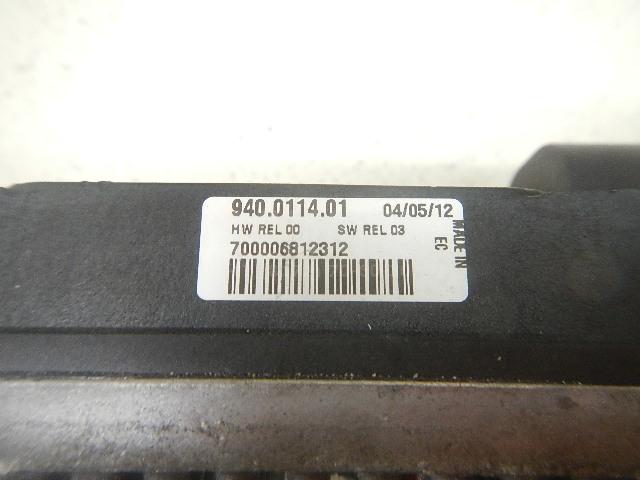 940.0114.01 04/05/12
HW REL 00 SW REL 03
700006812312
MADE IN
EC